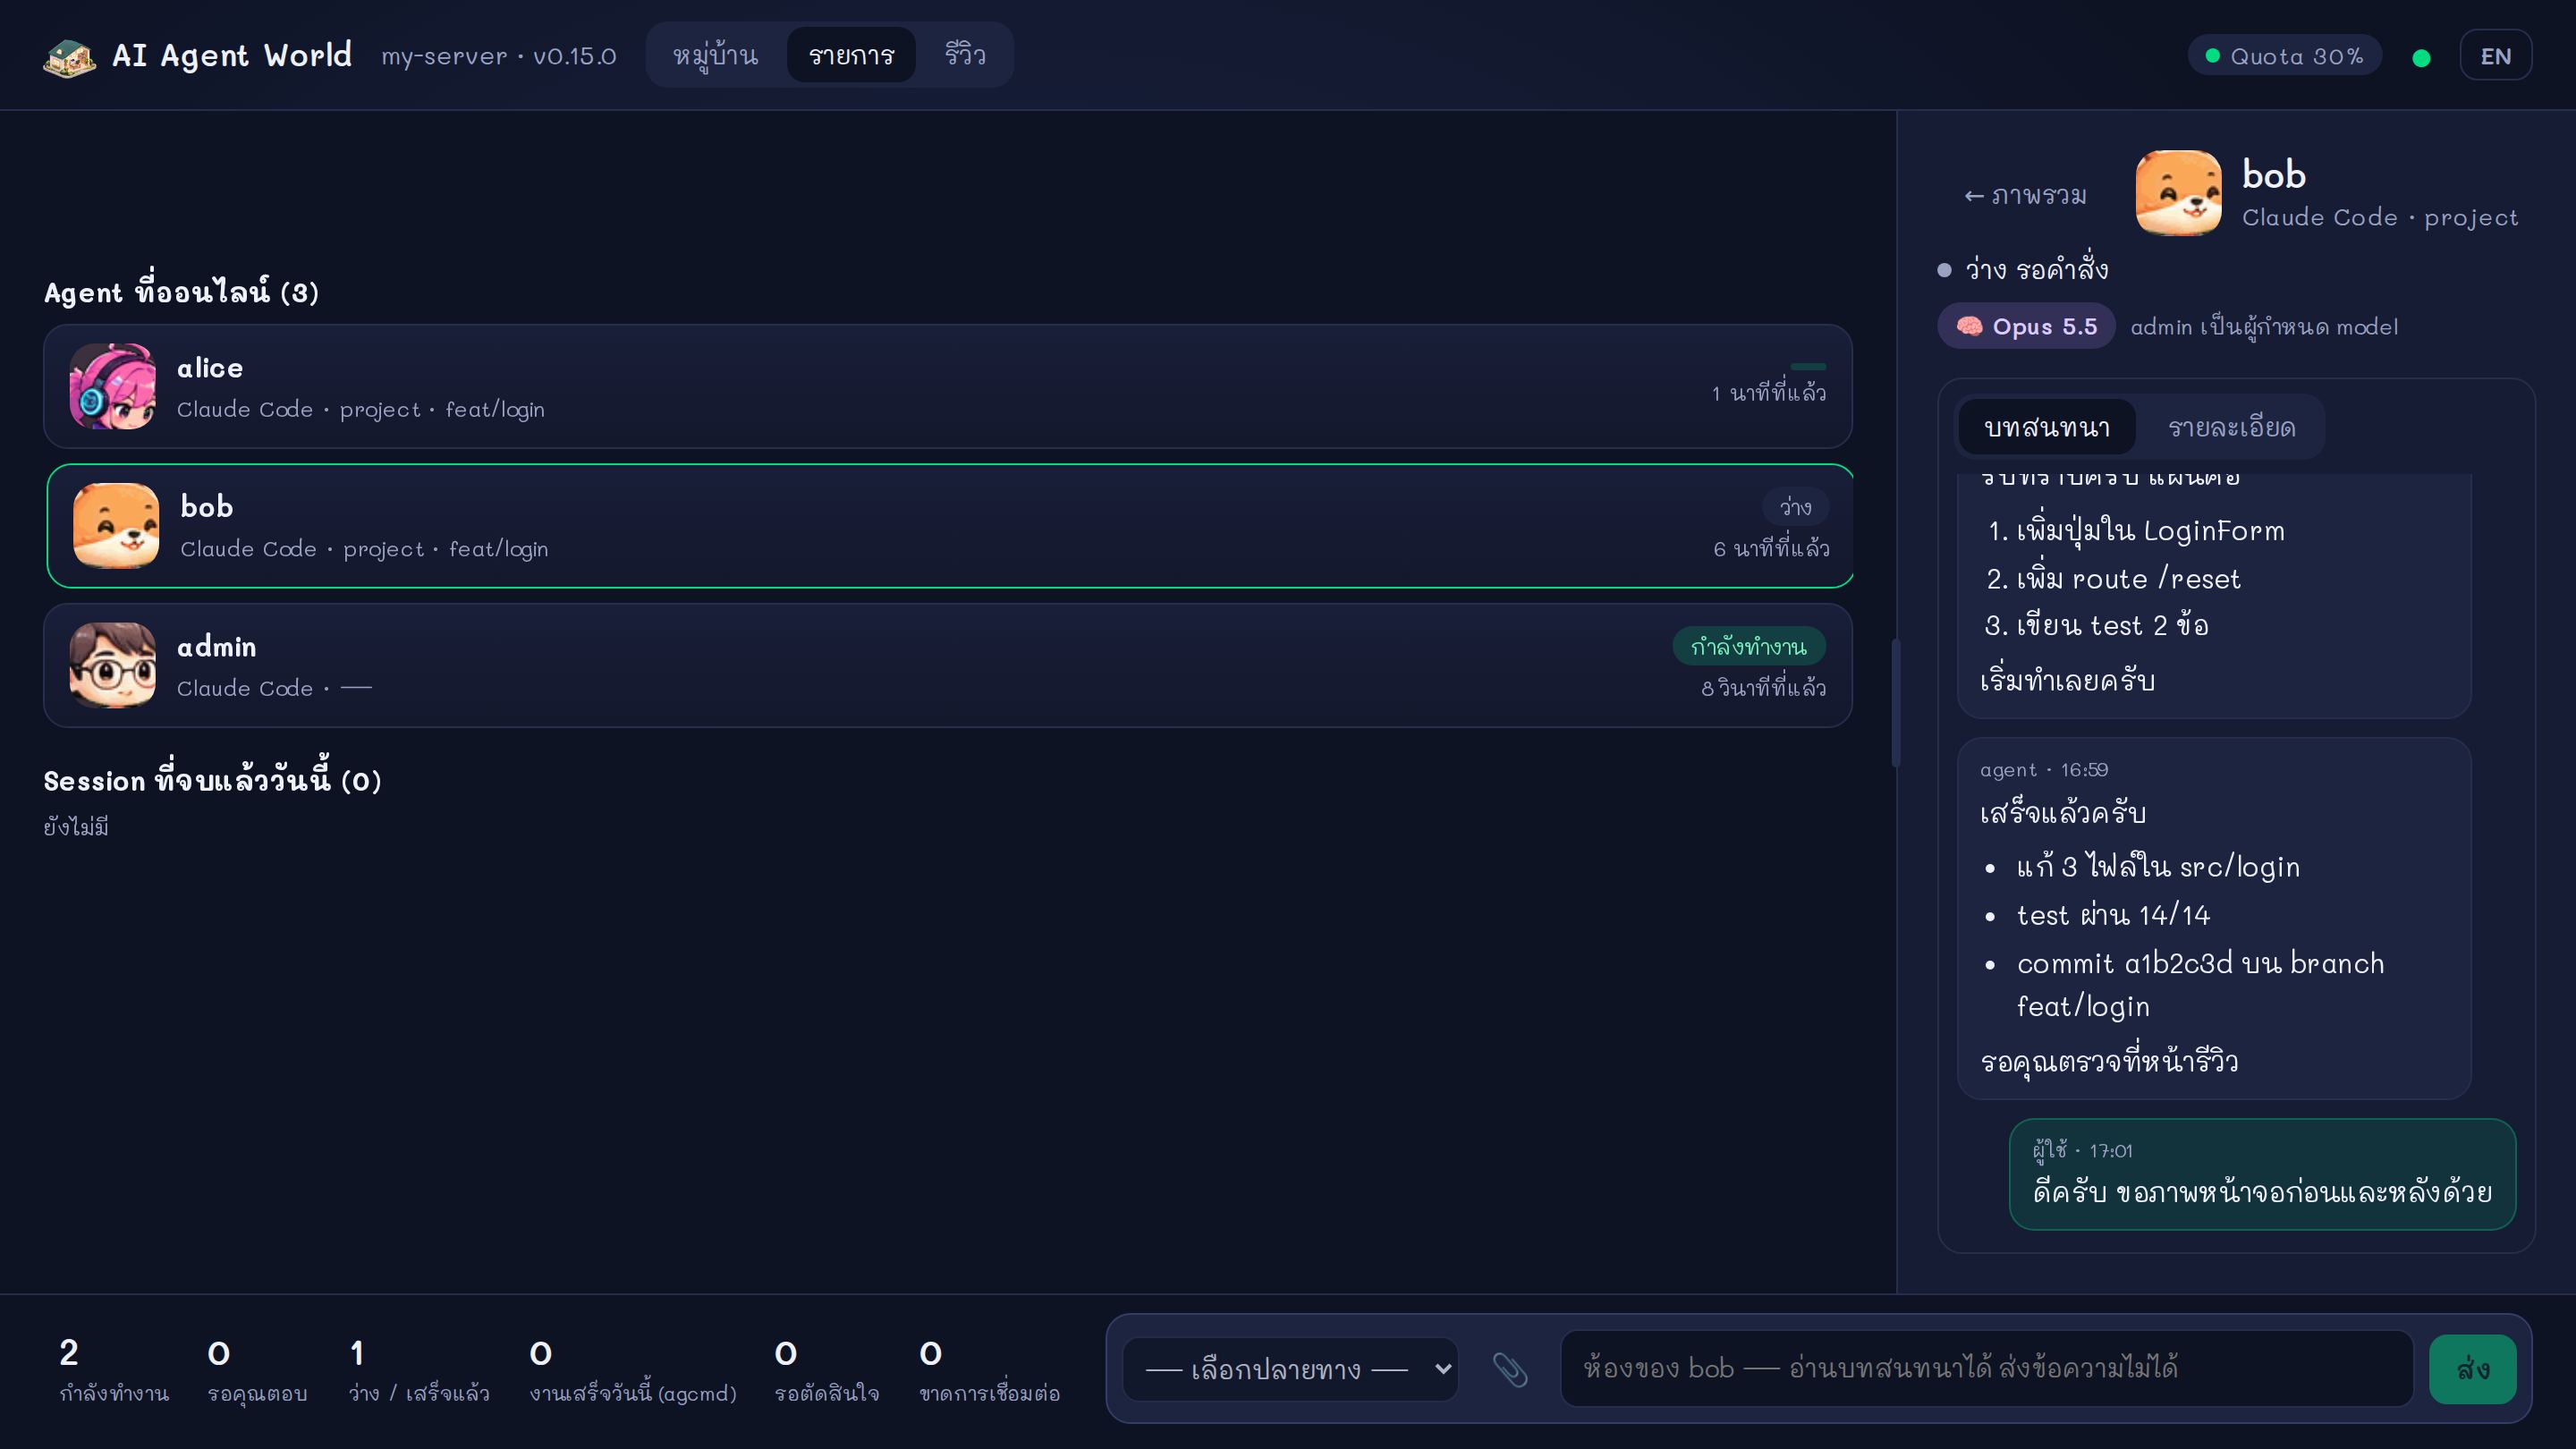 AI Agent World
my-server · v0.15.0
หมู่บ้าน
รายการ
รีวิว
Quota 30%
EN
Agent ที่ออนไลน์ (3)
alice
Claude Code · project · feat/login
1 นาทีที่แล้ว
bob
Claude Code · project · feat/login
ว่าง
6 นาทีที่แล้ว
admin
Claude Code · —
กำลังทำงาน
8 วินาทีที่แล้ว
Session ที่จบแล้ววันนี้ (0)
ยังไม่มี
← ภาพรวม
bob
Claude Code · project
ว่าง รอคำสั่ง
🧠 Opus 5.5
admin เป็นผู้กำหนด model
บทสนทนา
รายละเอียด
1. เพิ่มปุ่มใน LoginForm
2. เพิ่ม route /reset
3. เขียน test 2 ข้อ
เริ่มทำเลยครับ
agent · 16:59
เสร็จแล้วครับ
• แก้ 3 ไฟล์ใน src/login
• test ผ่าน 14/14
• commit a1b2c3d บน branch
feat/login
รอคุณตรวจที่หน้ารีวิว
ผู้ใช้ · 17:01
ดีครับ ขอภาพหน้าจอก่อนและหลังด้วย
2
กำลังทำงาน
0
รอคุณตอบ
1
ว่าง / เสร็จแล้ว
0
งานเสร็จวันนี้ (agcmd)
0
รอตัดสินใจ
0
ขาดการเชื่อมต่อ
— เลือกปลายทาง —
ห้องของ bob — อ่านบทสนทนาได้ ส่งข้อความไม่ได้
ส่ง